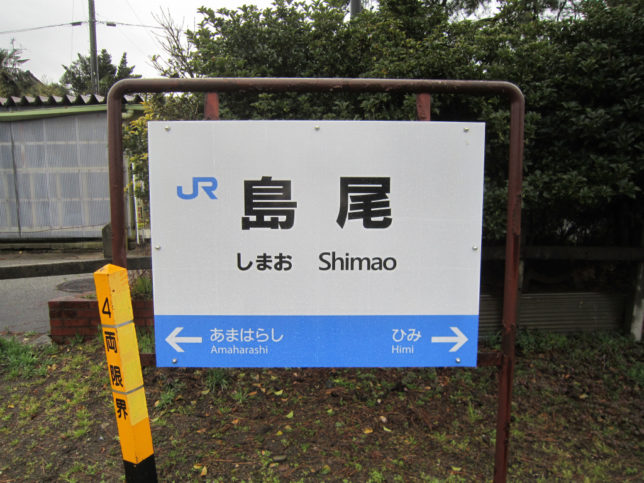 JR
島尾
しまお Shimao
あまはらし
Amaharashi
ひみ
Himi
4両限界